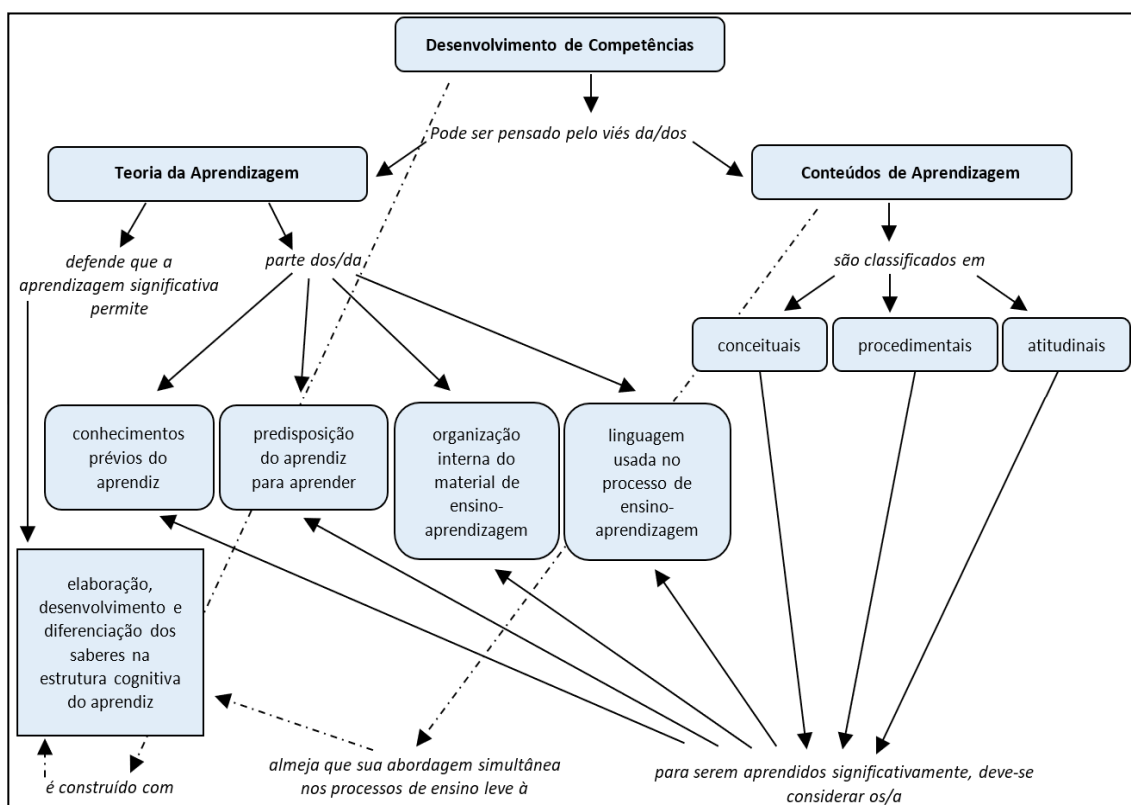 Desenvolvimento de Competências
Pode ser pensado pelo viés da/dos
Teoria da Aprendizagem
Conteúdos de Aprendizagem
defende que a
aprendizagem significativa
permite
parte dos/da
são classificados em
conceituais
procedimentais
atitudinais
conhecimentos
prévios do
aprendiz
predisposição
do aprendiz
para aprender
organização
interna do
material de
ensino-
aprendizagem
linguagem
usada no
processo de
ensino-
aprendizagem
elaboração,
desenvolvimento e
diferenciação dos
saberes na
estrutura cognitiva
do aprendiz
é construído com
almeja que sua abordagem simultânea
nos processos de ensino leve à
para serem aprendidos significativamente, deve-se
considerar os/a